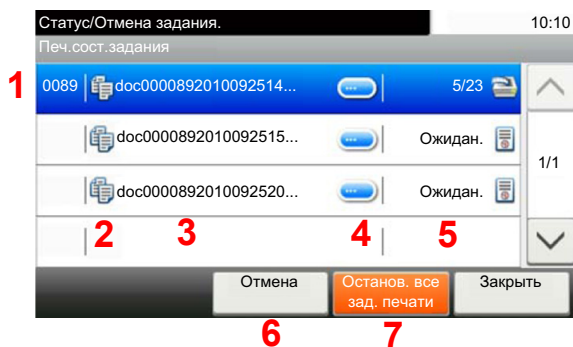 Статус/Отмена задания. 10:10
Печ.сост.задания
1 0089 doc0000892010092514... 5/23
doc0000892010092515... Ожидан.
1/1
doc0000892010092520... Ожидан.
2 3 4 5
Отмена Останов. все зад. печати Закрыть
6 7